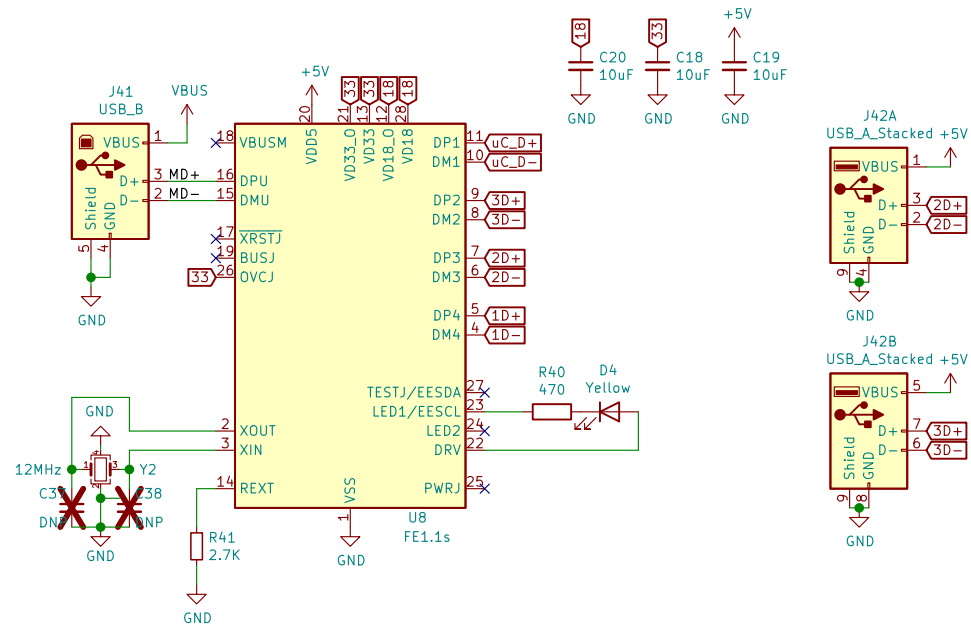 18
C20
10uF
GND
33
C18
10uF
GND
+5V
C19
10uF
GND
J41
USB_B
VBUS
VBUS 1
D+ 3 MD+
D- 2 MD-
Shield
GND
5 4
GND
+5V
33 33 18 18
20 21 13 12 28
VDD5 VD33_O VD33 VD18_O VD18
18 VBUSM
16 DPU
15 DMU
17 XRSTJ
19 BUSJ
33 26 OVCJ
2 XOUT
3 XIN
14 REXT
DP1 11 uC_D+
DM1 10 uC_D-
DP2 9 3D+
DM2 8 3D-
DP3 7 2D+
DM3 6 2D-
DP4 5 1D+
DM4 4 1D-
TESTJ/EESDA 27
LED1/EESCL 23
LED2 24
DRV 22
PWRJ 25
VSS
1
GND
U8
FE1.1s
R40
470
D4
Yellow
GND
12MHz 1 3 Y2
4
2
C37 C38
DNP DNP
GND
R41
2.7K
GND
J42A
USB_A_Stacked +5V
VBUS 1
D+ 3 2D+
D- 2 2D-
Shield
GND
9 4
GND
J42B
USB_A_Stacked +5V
VBUS 5
D+ 7 3D+
D- 6 3D-
Shield
GND
9 8
GND